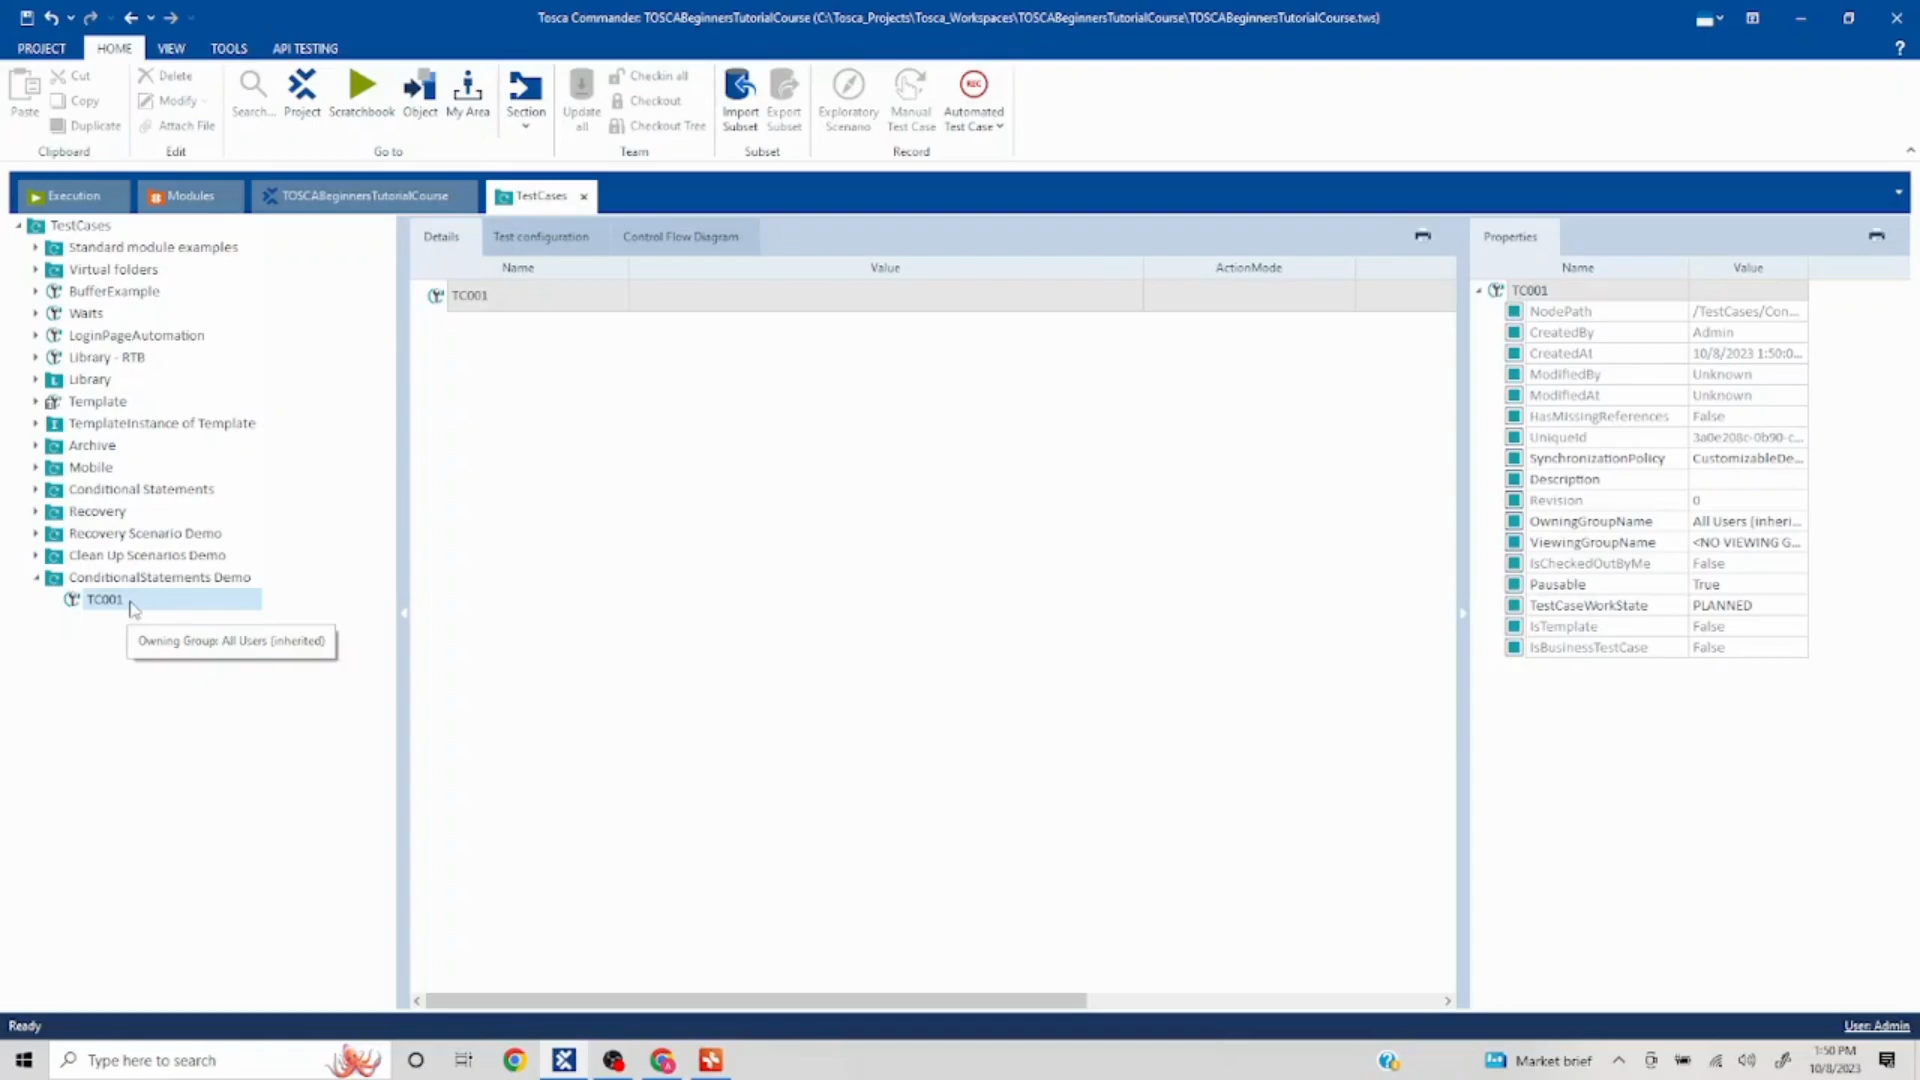 Tosca Commander: TOSCABeginnersTutorialCourse (C:\Tosca_Projects\Tosca_Workspaces\TOSCABeginnersTutorialCourse\TOSCABeginnersTutorialCourse.tws)
PROJECT HOME VIEW TOOLS API TESTING ?
Paste
Cut
Copy
Duplicate
Clipboard
Delete
Modify
Attach File
Edit
Search...
Project
Scratchbook
Object
My Area
Go to
Section
Update all
Checkin all
Checkout
Checkout Tree
Team
Import Subset
Export Subset
Subset
Exploratory Scenario
Manual Test Case
REC
Automated Test Case
Record
Execution Modules TOSCABeginnersTutorialCourse TestCases
TestCases
Standard module examples
Virtual folders
BufferExample
Waits
LoginPageAutomation
Library - RTB
Library
Template
TemplateInstance of Template
Archive
Mobile
Conditional Statements
Recovery
Recovery Scenario Demo
Clean Up Scenarios Demo
ConditionalStatements Demo
TC001
Owning Group: All Users (inherited)
Details Test configuration Control Flow Diagram
Name Value ActionMode
TC001
Properties
Name Value
TC001
NodePath /TestCases/Con...
CreatedBy Admin
CreatedAt 10/8/2023 1:50:0...
ModifiedBy Unknown
ModifiedAt Unknown
HasMissingReferences False
UniqueId 3a0e208c-0b90-c...
SynchronizationPolicy CustomizableDe...
Description
Revision 0
OwningGroupName All Users (inheri...
ViewingGroupName <NO VIEWING G...
IsCheckedOutByMe False
Pausable True
TestCaseWorkState PLANNED
IsTemplate False
IsBusinessTestCase False
Ready User: Admin
Type here to search
Market brief
1:50 PM
10/8/2023